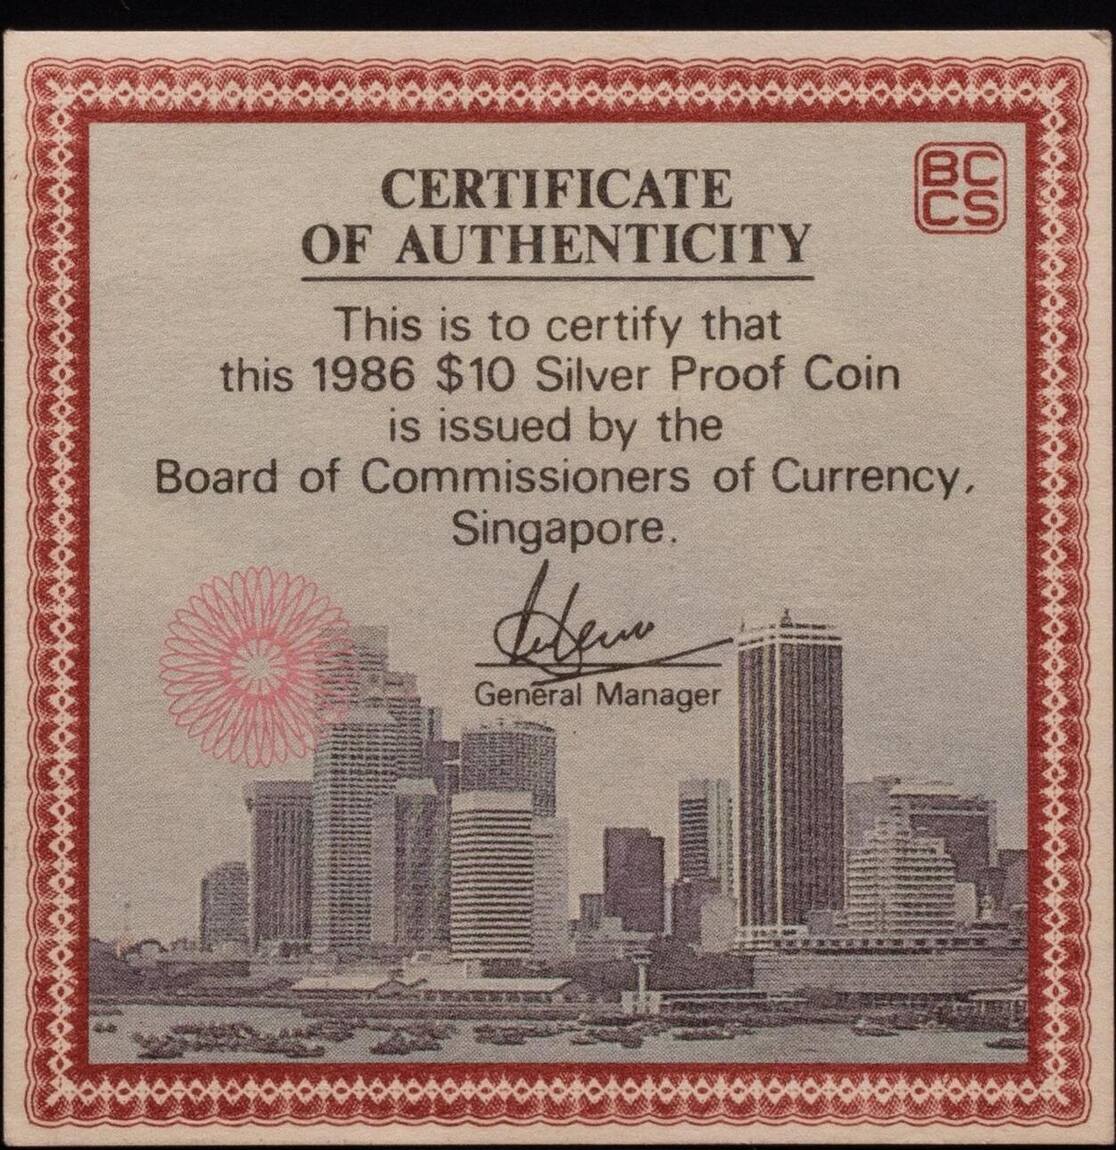 CERTIFICATE
OF AUTHENTICITY
BC
CS
This is to certify that
this 1986 $10 Silver Proof Coin
is issued by the
Board of Commissioners of Currency,
Singapore.
General Manager